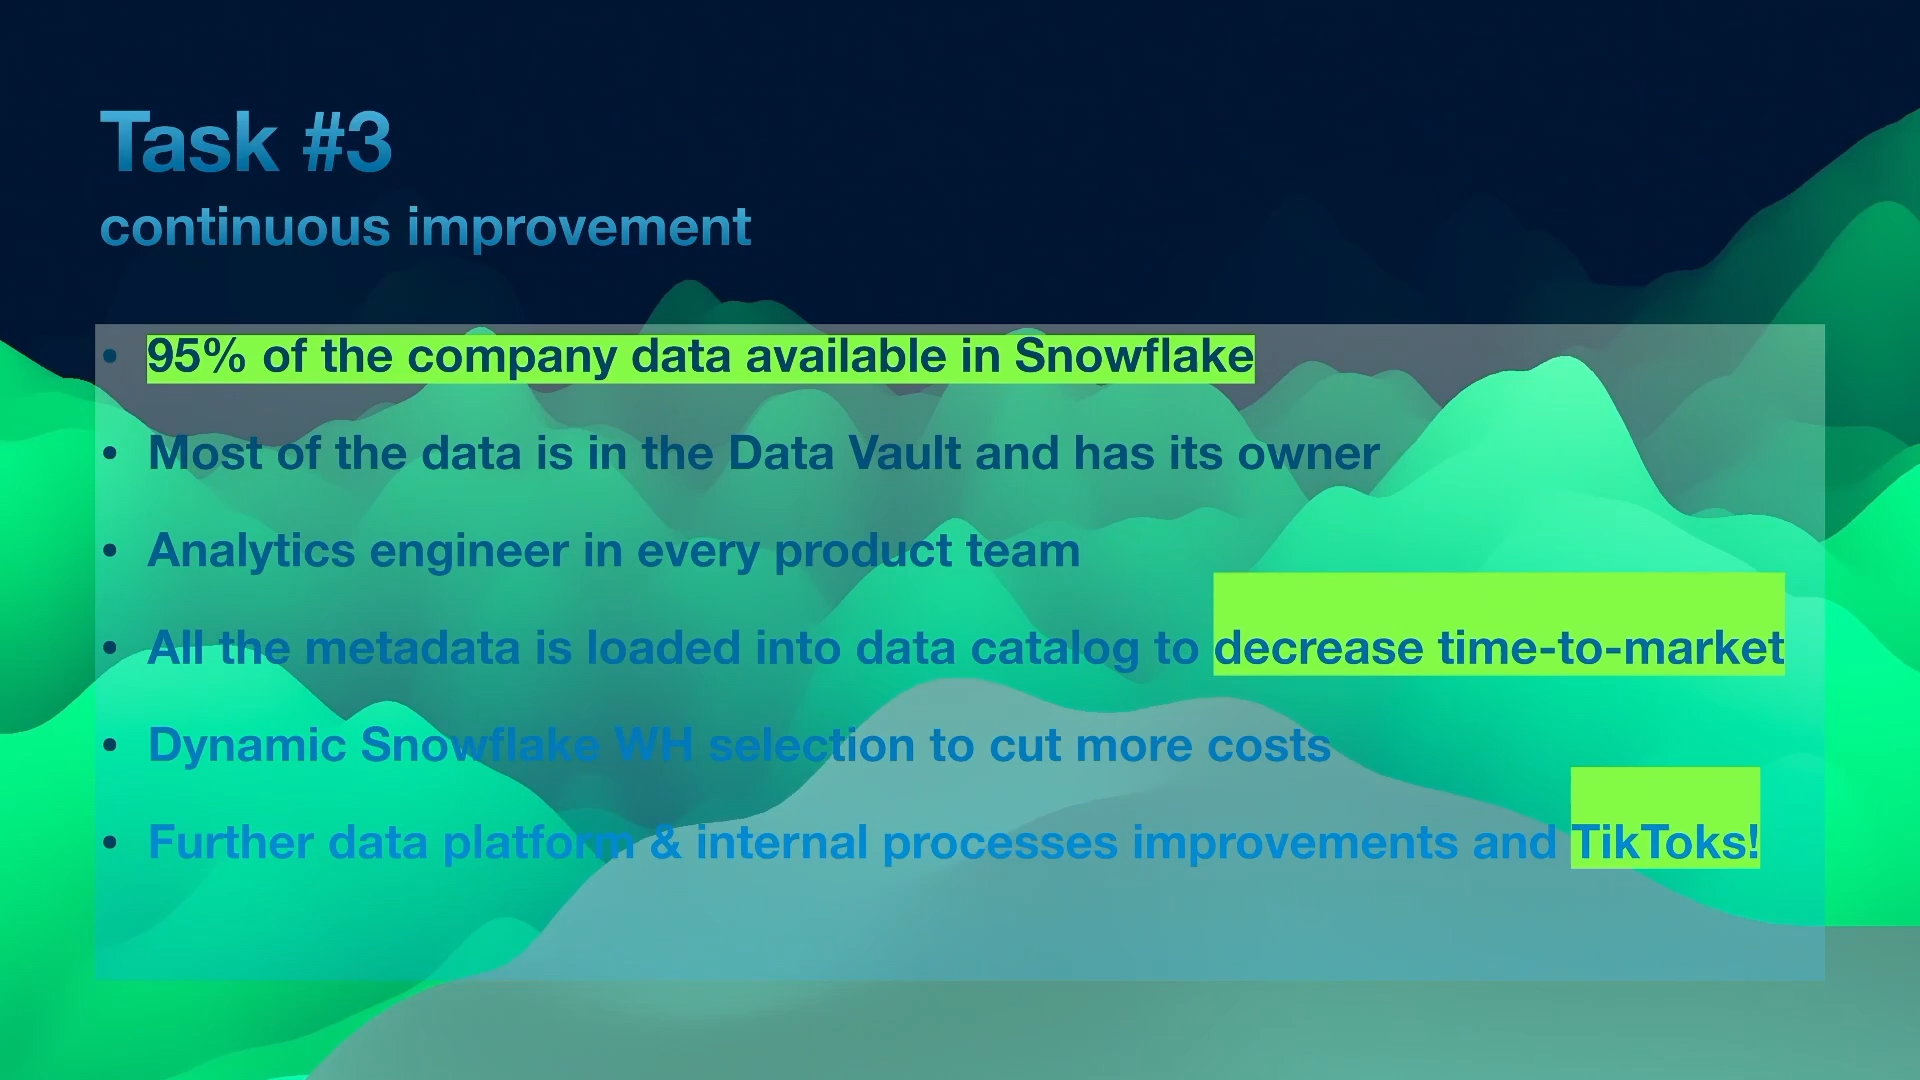 Task #3
continuous improvement
• 95% of the company data available in Snowflake
• Most of the data is in the Data Vault and has its owner
• Analytics engineer in every product team
• All the metadata is loaded into data catalog to decrease time-to-market
• Dynamic Snowflake WH selection to cut more costs
• Further data platform & internal processes improvements and TikToks!